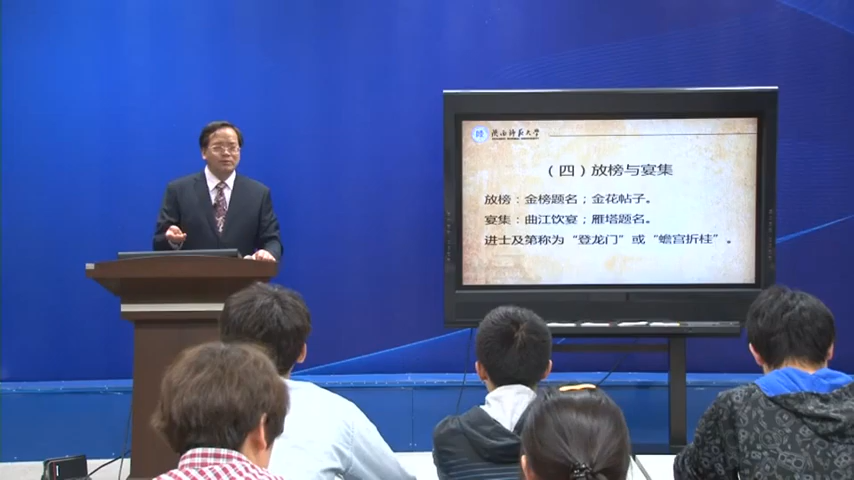 陕西师范大学
（四）放榜与宴集
放榜：金榜题名；金花帖子。
宴集：曲江饮宴；雁塔题名。
进士及第称为“登龙门”或“蟾宫折桂”。